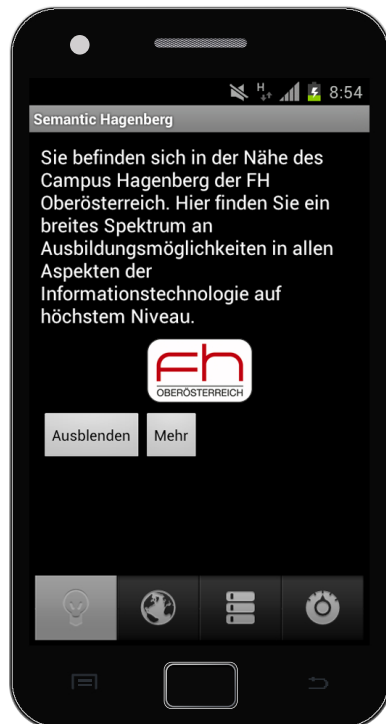 H
8:54
Semantic Hagenberg
Sie befinden sich in der Nähe des
Campus Hagenberg der FH
Oberösterreich. Hier finden Sie ein
breites Spektrum an
Ausbildungsmöglichkeiten in allen
Aspekten der
Informationstechnologie auf
höchstem Niveau.
Fh
OBERÖSTERREICH
Ausblenden Mehr